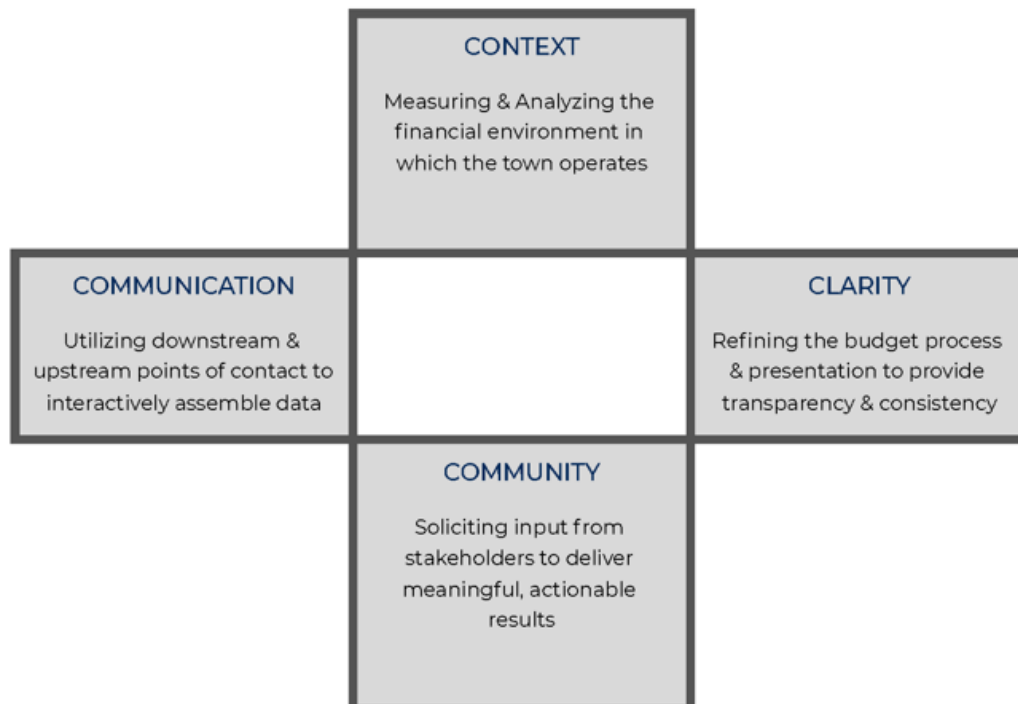 CONTEXT
Measuring & Analyzing the
financial environment in
which the town operates
COMMUNICATION
Utilizing downstream &
upstream points of contact to
interactively assemble data
CLARITY
Refining the budget process
& presentation to provide
transparency & consistency
COMMUNITY
Soliciting input from
stakeholders to deliver
meaningful, actionable
results